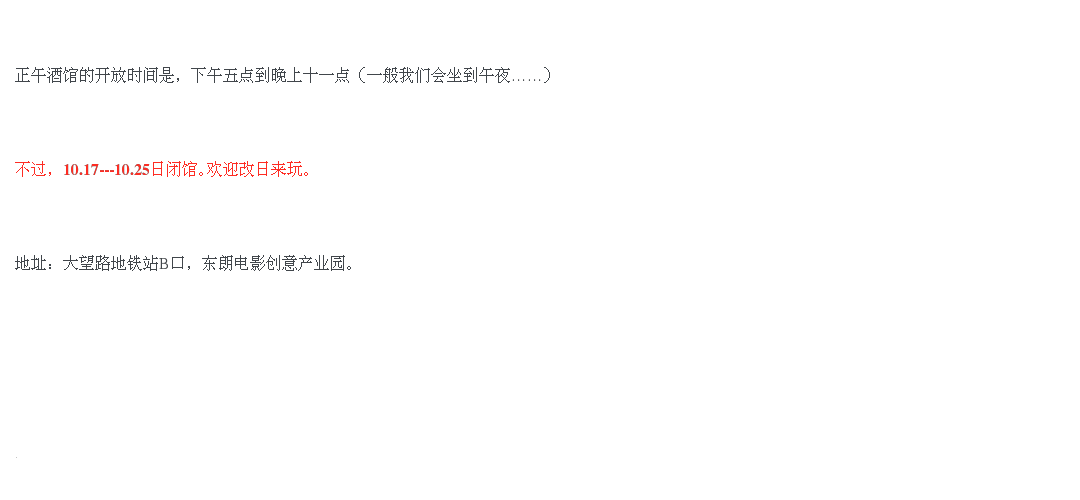 正午酒馆的开放时间是，下午五点到晚上十一点（一般我们会坐到午夜……）
不过，10.17---10.25日闭馆。欢迎改日来玩。
地址：大望路地铁站B口，东朗电影创意产业园。